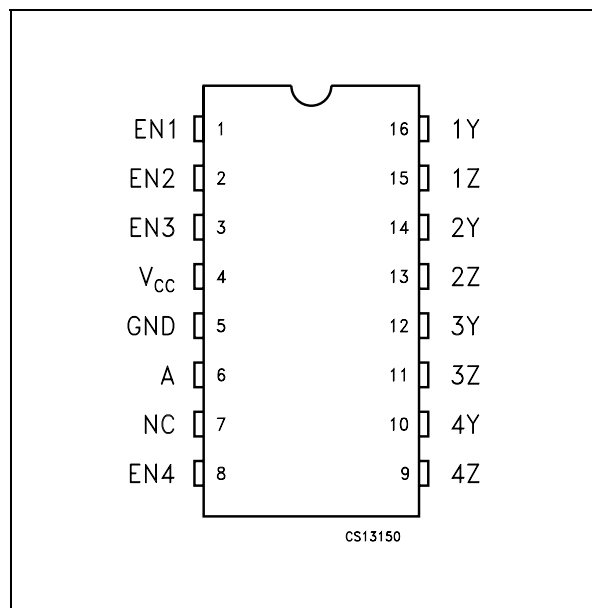 EN1 1 16 1Y
EN2 2 15 1Z
EN3 3 14 2Y
VCC 4 13 2Z
GND 5 12 3Y
A 6 11 3Z
NC 7 10 4Y
EN4 8 9 4Z
CS13150